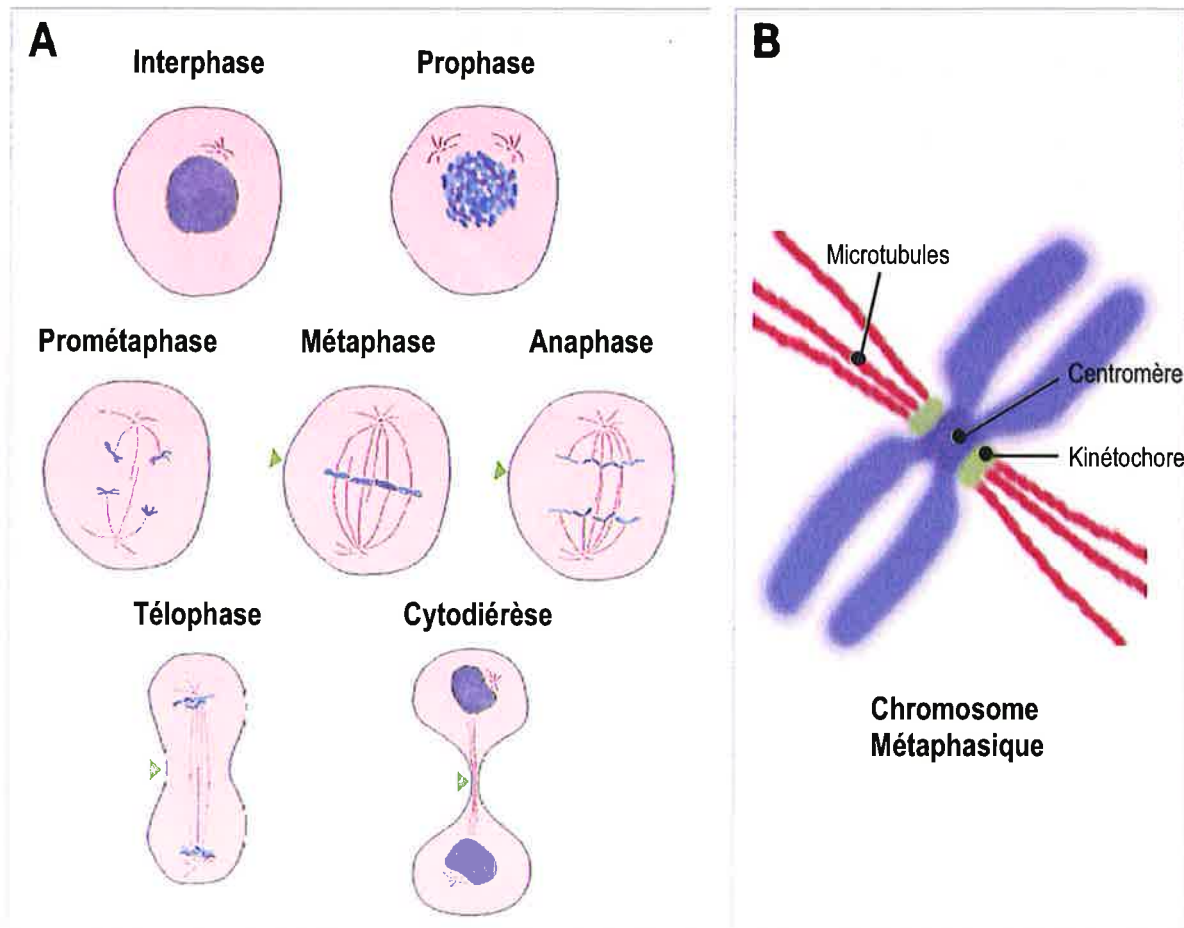 A
Interphase
Prophase
Prométaphase
Métaphase
Anaphase
Télophase
Cytodiérèse
B
Microtubules
Centromère
Kinétochore
Chromosome
Métaphasique